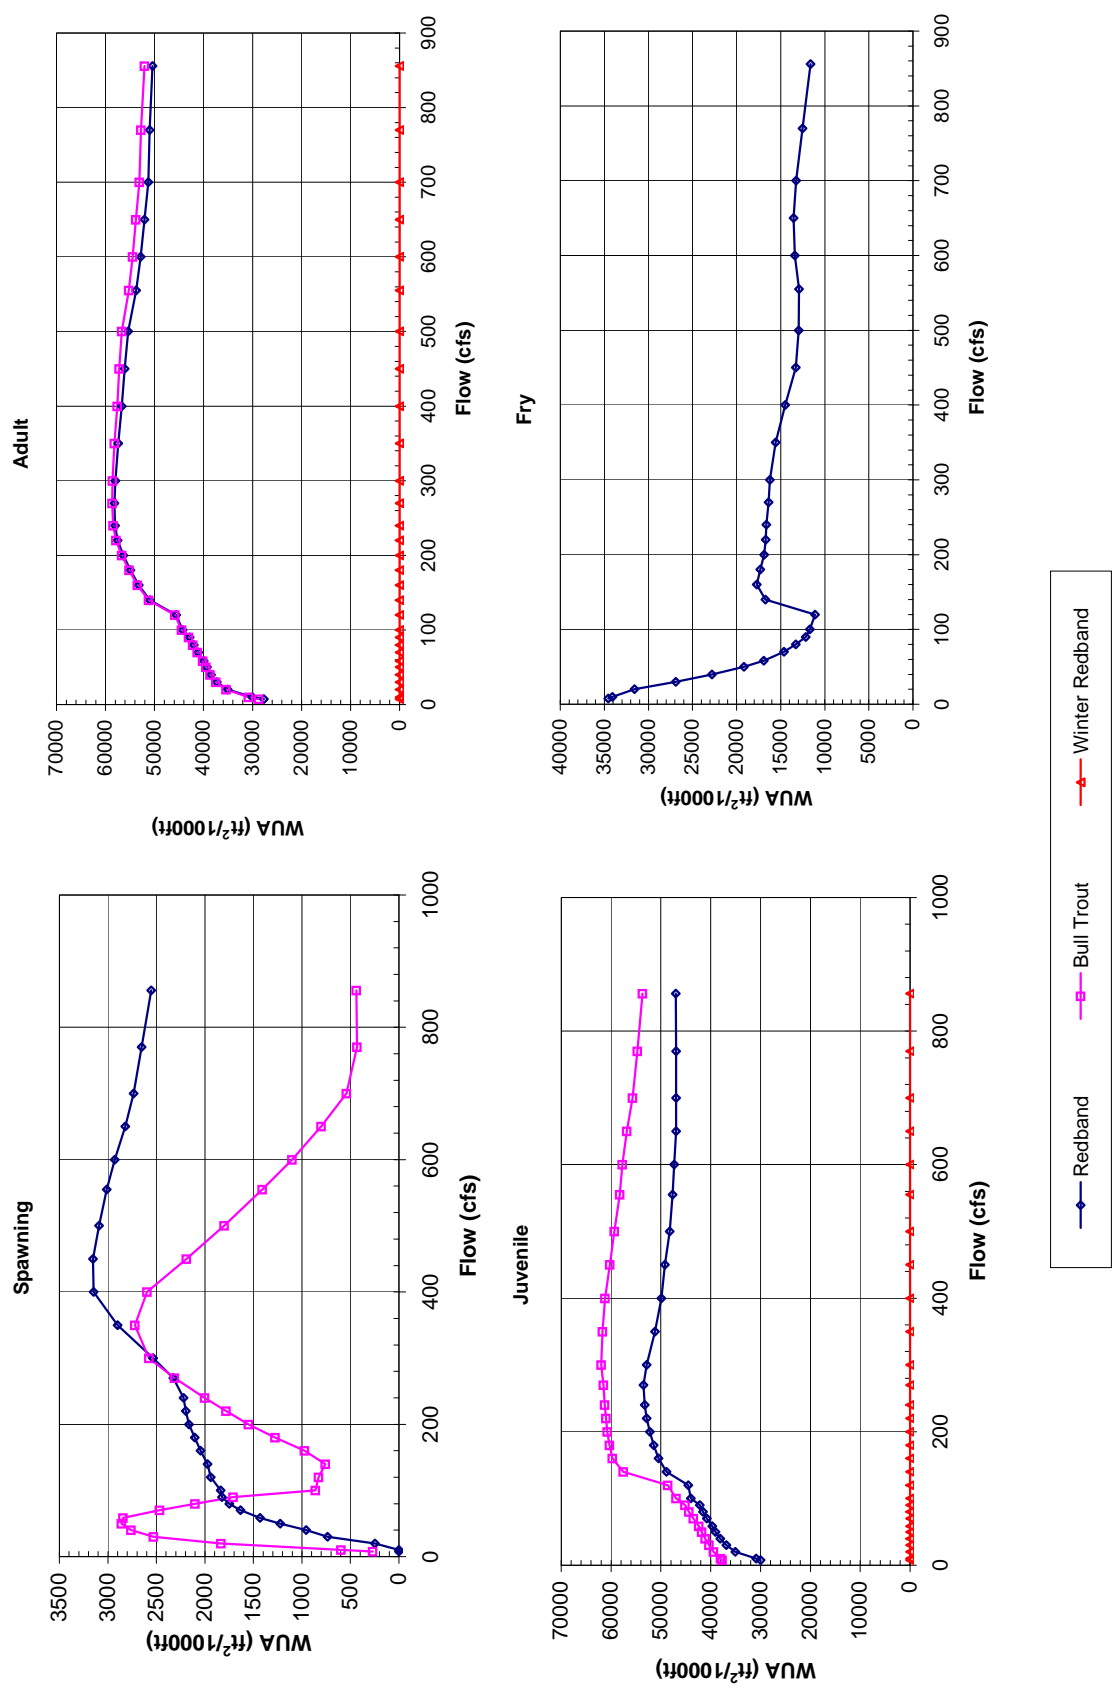 Spawning
WUA (ft²/1000ft)
3500
3000
2500
2000
1500
1000
500
0
0 200 400 600 800 1000
Flow (cfs)
Adult
WUA (ft²/1000ft)
70000
60000
50000
40000
30000
20000
10000
0
0 100 200 300 400 500 600 700 800 900
Flow (cfs)
Juvenile
WUA (ft²/1000ft)
70000
60000
50000
40000
30000
20000
10000
0
0 200 400 600 800 1000
Flow (cfs)
Fry
WUA (ft²/1000ft)
40000
35000
30000
25000
20000
15000
10000
5000
0
0 100 200 300 400 500 600 700 800 900
Flow (cfs)
Redband Bull Trout Winter Redband